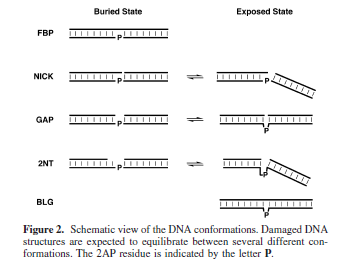 Buried State Exposed State
FBP
P
NICK
P P
GAP
P P
2NT
P P
BLG
P
Figure 2. Schematic view of the DNA conformations. Damaged DNA
structures are expected to equilibrate between several different con-
formations. The 2AP residue is indicated by the letter P.